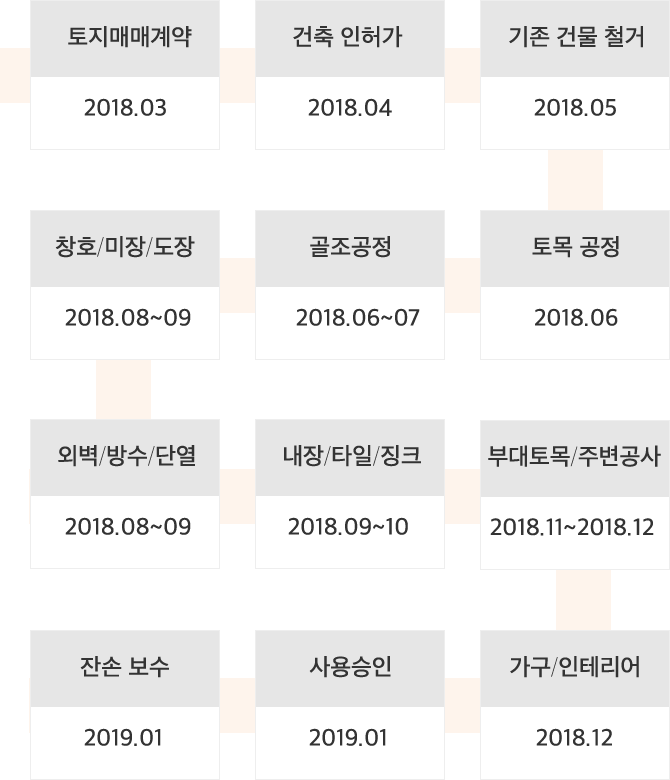 토지매매계약
2018.03
건축 인허가
2018.04
기존 건물 철거
2018.05
토목 공정
2018.06
골조공정
2018.06~07
창호/미장/도장
2018.08~09
외벽/방수/단열
2018.08~09
내장/타일/징크
2018.09~10
부대토목/주변공사
2018.11~2018.12
가구/인테리어
2018.12
사용승인
2019.01
잔손 보수
2019.01